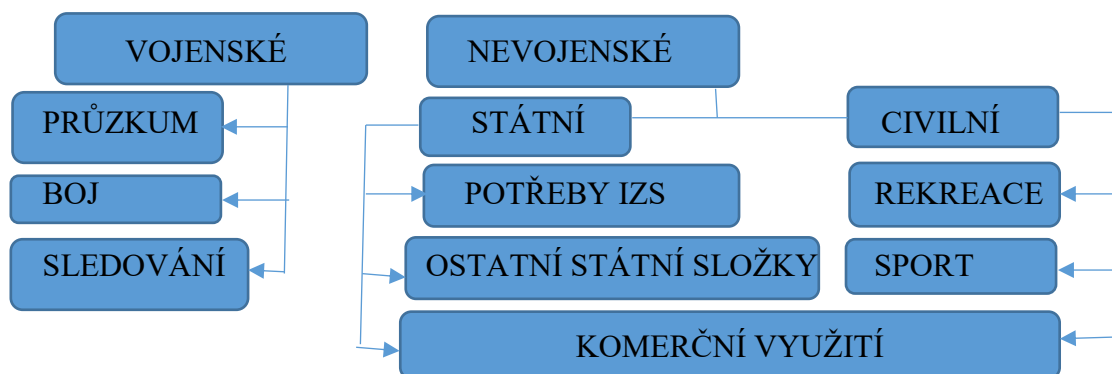 VOJENSKÉ
NEVOJENSKÉ
PRŮZKUM
STÁTNÍ
CIVILNÍ
BOJ
POTŘEBY IZS
REKREACE
SLEDOVÁNÍ
OSTATNÍ STÁTNÍ SLOŽKY
SPORT
KOMERČNÍ VYUŽITÍ